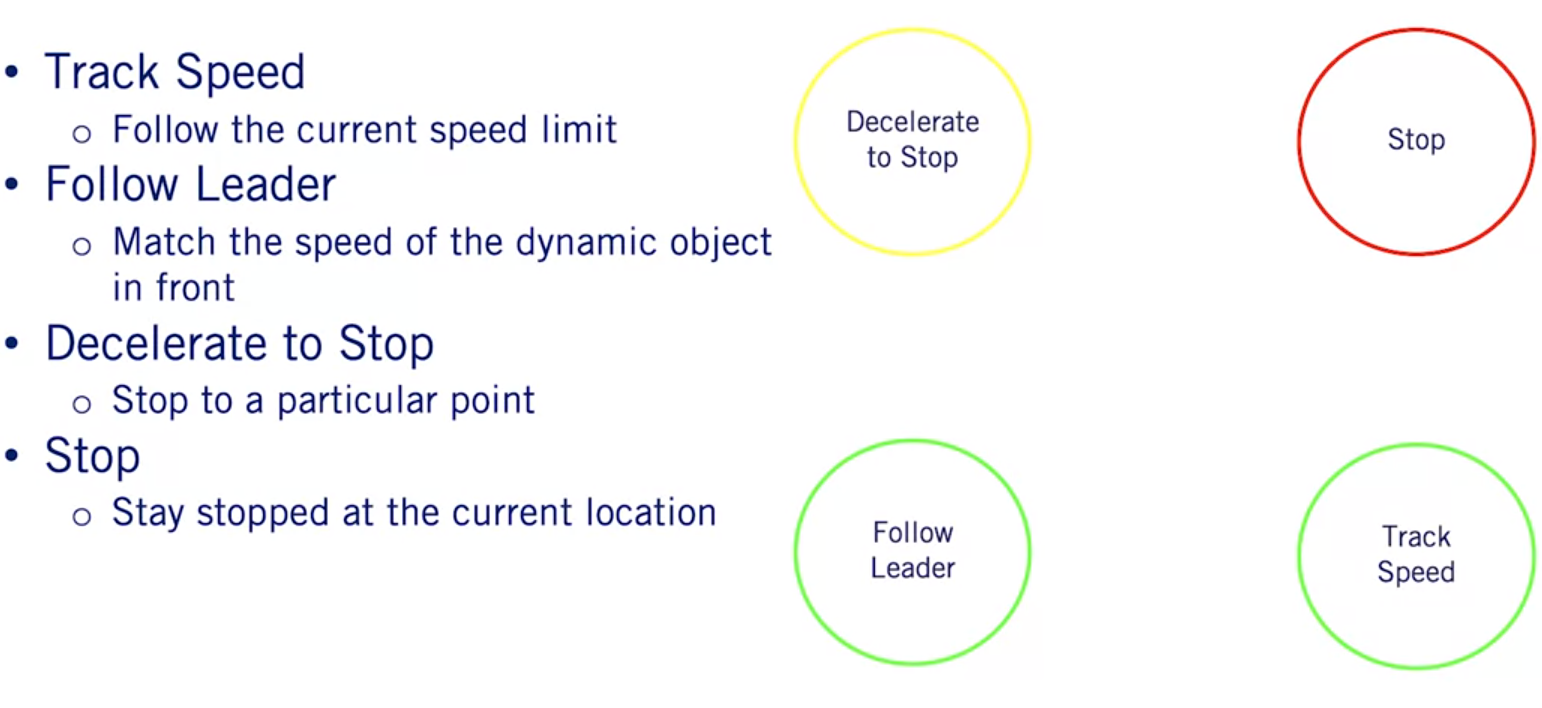 • Track Speed
o Follow the current speed limit
• Follow Leader
o Match the speed of the dynamic object
in front
• Decelerate to Stop
o Stop to a particular point
• Stop
o Stay stopped at the current location
Decelerate
to Stop
Stop
Follow
Leader
Track
Speed